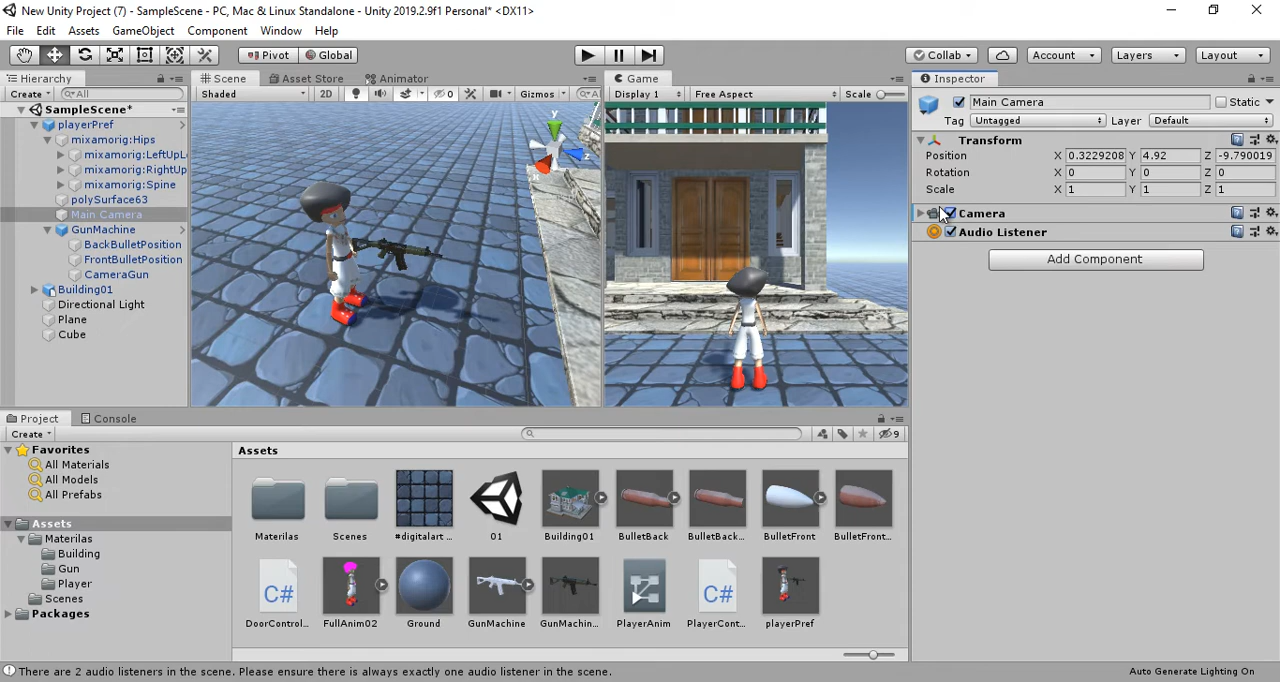 New Unity Project (7) - SampleScene - PC, Mac & Linux Standalone - Unity 2019.2.9f1 Personal* <DX11>
File Edit Assets GameObject Component Window Help
Pivot Global Collab Account Layers Layout
Hierarchy Scene Asset Store Animator Game Inspector
Create All Shaded 2D 0 Gizmos Display 1 Free Aspect Scale
Main Camera Static
Tag Untagged Layer Default
SampleScene*
playerPref
mixamorig:Hips
mixamorig:LeftUpL
mixamorig:RightUp
mixamorig:Spine
polySurface63
Main Camera
GunMachine
BackBulletPosition
FrontBulletPosition
CameraGun
Building01
Directional Light
Plane
Cube
y
z
x
Transform
Position X 0.3229208 Y 4.92 Z -9.790019
Rotation X 0 Y 0 Z 0
Scale X 1 Y 1 Z 1
Camera
Audio Listener
Add Component
Project Console
Create 9
Favorites
All Materials
All Models
All Prefabs
Assets
Materilas
Building
Gun
Player
Scenes
Packages
Assets
Materilas Scenes #digitalart ... 01 Building01 BulletBack BulletBack... BulletFront BulletFront...
C# C#
DoorControl... FullAnim02 Ground GunMachine GunMachin... PlayerAnim PlayerCont... playerPref
There are 2 audio listeners in the scene. Please ensure there is always exactly one audio listener in the scene. Auto Generate Lighting On